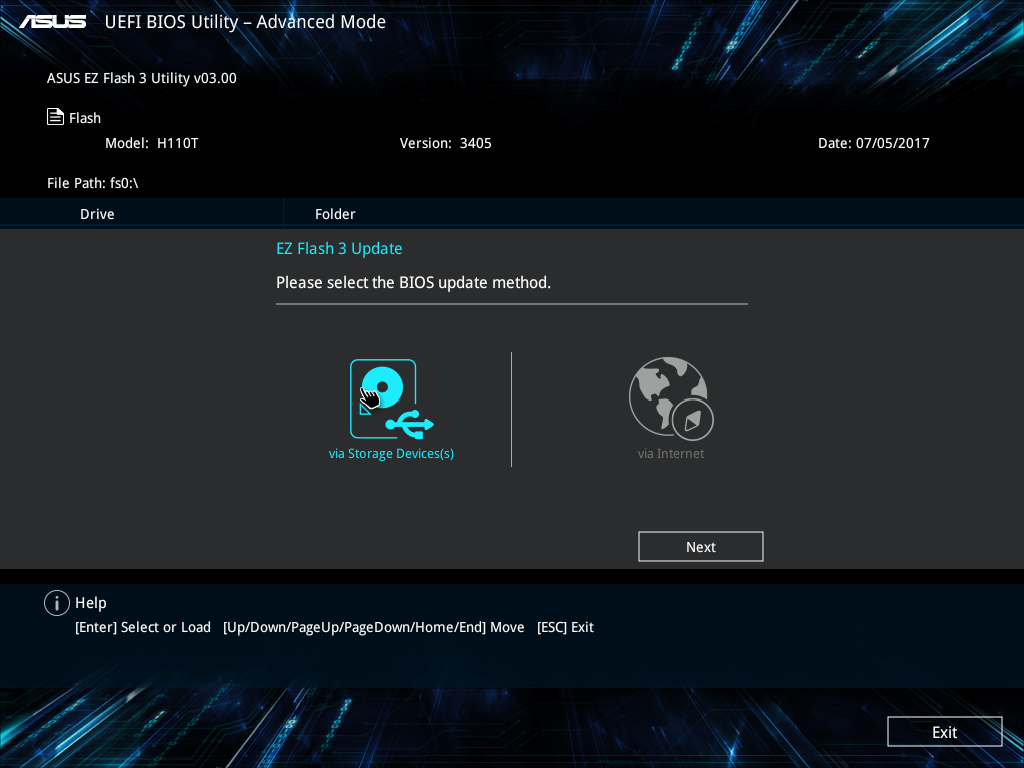 ASUS UEFI BIOS Utility – Advanced Mode
ASUS EZ Flash 3 Utility v03.00
Flash
Model: H110T Version: 3405 Date: 07/05/2017
File Path: fs0:\
Drive Folder
EZ Flash 3 Update
Please select the BIOS update method.
via Storage Devices(s) via Internet
Next
Help
[Enter] Select or Load [Up/Down/PageUp/PageDown/Home/End] Move [ESC] Exit
Exit